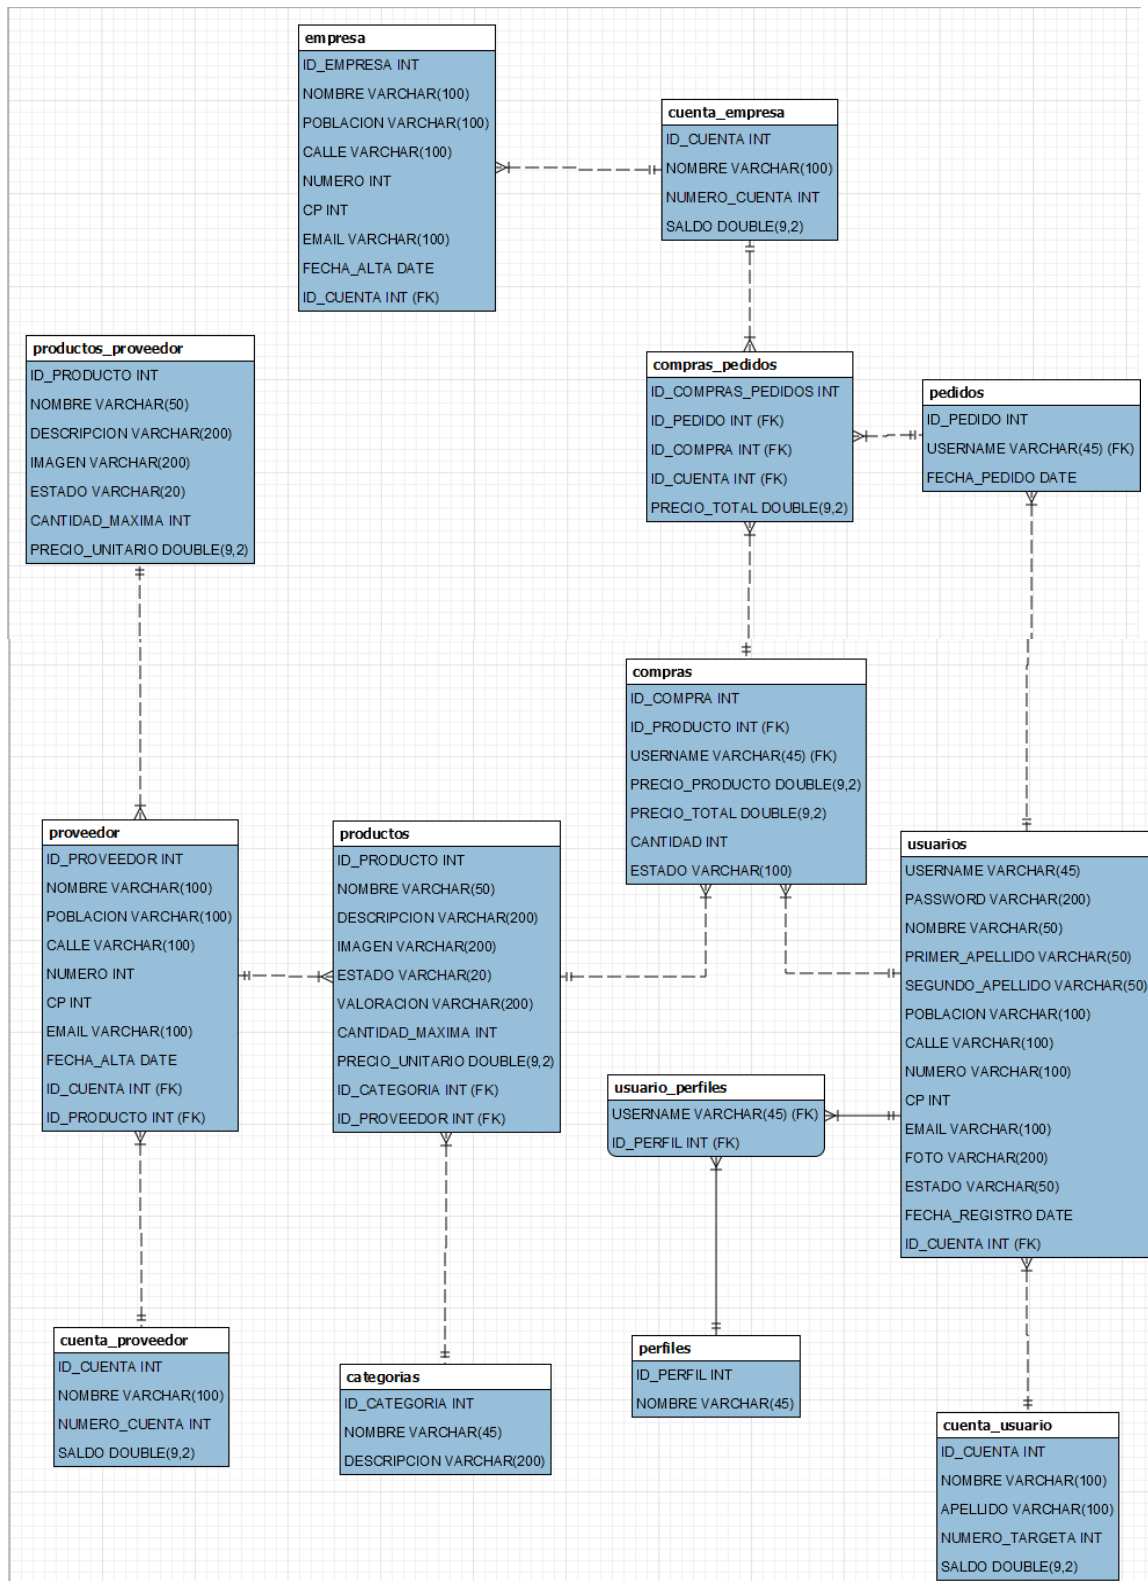 empresa
ID_EMPRESA INT
NOMBRE VARCHAR(100)
POBLACION VARCHAR(100)
CALLE VARCHAR(100)
NUMERO INT
CP INT
EMAIL VARCHAR(100)
FECHA_ALTA DATE
ID_CUENTA INT (FK)
cuenta_empresa
ID_CUENTA INT
NOMBRE VARCHAR(100)
NUMERO_CUENTA INT
SALDO DOUBLE(9,2)
productos_proveedor
ID_PRODUCTO INT
NOMBRE VARCHAR(50)
DESCRIPCION VARCHAR(200)
IMAGEN VARCHAR(200)
ESTADO VARCHAR(20)
CANTIDAD_MAXIMA INT
PRECIO_UNITARIO DOUBLE(9,2)
compras_pedidos
ID_COMPRAS_PEDIDOS INT
ID_PEDIDO INT (FK)
ID_COMPRA INT (FK)
ID_CUENTA INT (FK)
PRECIO_TOTAL DOUBLE(9,2)
pedidos
ID_PEDIDO INT
USERNAME VARCHAR(45) (FK)
FECHA_PEDIDO DATE
compras
ID_COMPRA INT
ID_PRODUCTO INT (FK)
USERNAME VARCHAR(45) (FK)
PRECIO_PRODUCTO DOUBLE(9,2)
PRECIO_TOTAL DOUBLE(9,2)
CANTIDAD INT
ESTADO VARCHAR(100)
proveedor
ID_PROVEEDOR INT
NOMBRE VARCHAR(100)
POBLACION VARCHAR(100)
CALLE VARCHAR(100)
NUMERO INT
CP INT
EMAIL VARCHAR(100)
FECHA_ALTA DATE
ID_CUENTA INT (FK)
ID_PRODUCTO INT (FK)
productos
ID_PRODUCTO INT
NOMBRE VARCHAR(50)
DESCRIPCION VARCHAR(200)
IMAGEN VARCHAR(200)
ESTADO VARCHAR(20)
VALORACION VARCHAR(200)
CANTIDAD_MAXIMA INT
PRECIO_UNITARIO DOUBLE(9,2)
ID_CATEGORIA INT (FK)
ID_PROVEEDOR INT (FK)
usuarios
USERNAME VARCHAR(45)
PASSWORD VARCHAR(200)
NOMBRE VARCHAR(50)
PRIMER_APELLIDO VARCHAR(50)
SEGUNDO_APELLIDO VARCHAR(50)
POBLACION VARCHAR(100)
CALLE VARCHAR(100)
NUMERO VARCHAR(100)
CP INT
EMAIL VARCHAR(100)
FOTO VARCHAR(200)
ESTADO VARCHAR(50)
FECHA_REGISTRO DATE
ID_CUENTA INT (FK)
usuario_perfiles
USERNAME VARCHAR(45) (FK)
ID_PERFIL INT (FK)
cuenta_proveedor
ID_CUENTA INT
NOMBRE VARCHAR(100)
NUMERO_CUENTA INT
SALDO DOUBLE(9,2)
categorias
ID_CATEGORIA INT
NOMBRE VARCHAR(45)
DESCRIPCION VARCHAR(200)
perfiles
ID_PERFIL INT
NOMBRE VARCHAR(45)
cuenta_usuario
ID_CUENTA INT
NOMBRE VARCHAR(100)
APELLIDO VARCHAR(100)
NUMERO_TARGETA INT
SALDO DOUBLE(9,2)